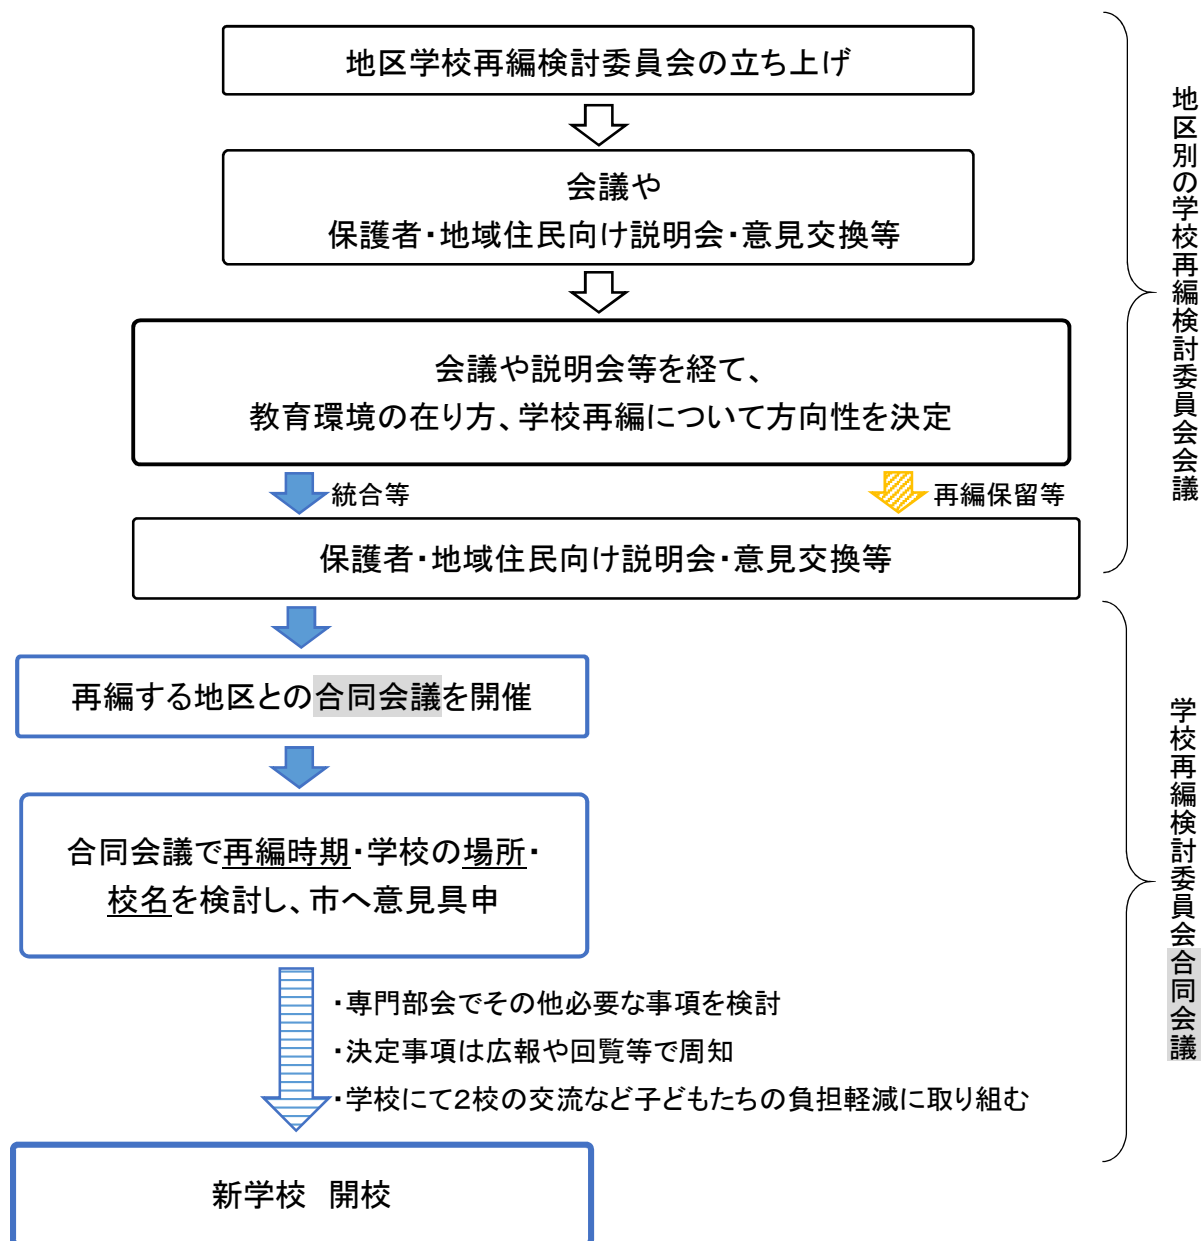 地区学校再編検討委員会の立ち上げ
会議や
保護者・地域住民向け説明会・意見交換等
会議や説明会等を経て、
教育環境の在り方、学校再編について方向性を決定
統合等
再編保留等
保護者・地域住民向け説明会・意見交換等
地区別の学校再編検討委員会会議
再編する地区との合同会議を開催
合同会議で再編時期・学校の場所・
校名を検討し、市へ意見具申
・専門部会でその他必要な事項を検討
・決定事項は広報や回覧等で周知
・学校にて2校の交流など子どもたちの負担軽減に取り組む
新学校　開校
学校再編検討委員会合同会議